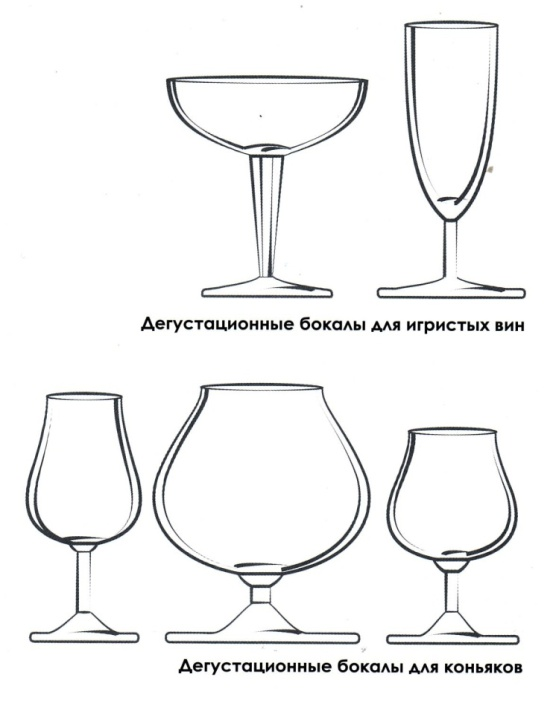 Дегустационные бокалы для игристых вин
Дегустационные бокалы для коньяков